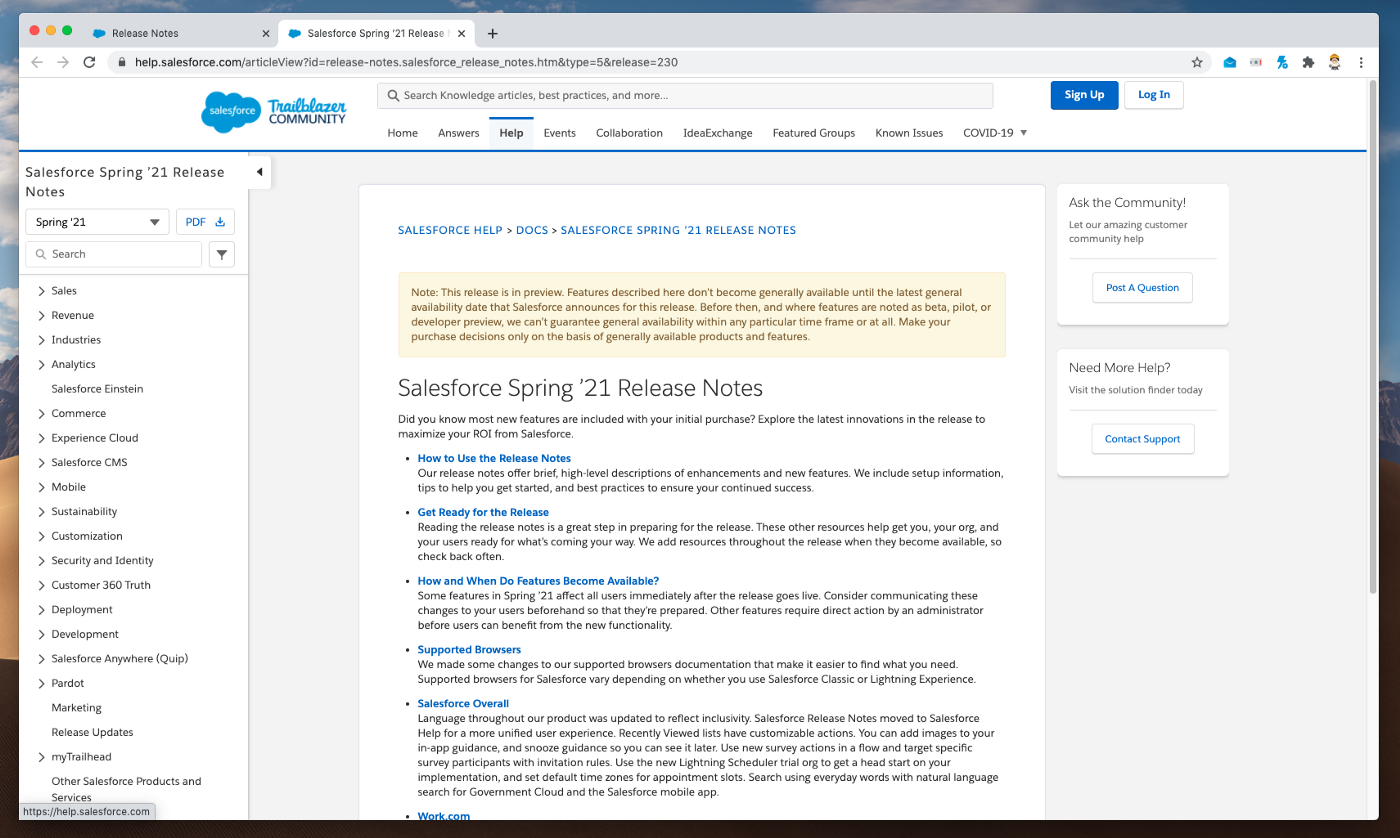 Release Notes
Salesforce Spring '21 Release
help.salesforce.com/articleView?id=release-notes.salesforce_release_notes.htm&type=5&release=230
salesforce
Trailblazer
COMMUNITY
Search Knowledge articles, best practices, and more...
Sign Up
Log In
Home
Answers
Help
Events
Collaboration
IdeaExchange
Featured Groups
Known Issues
COVID-19
Salesforce Spring ’21 Release
Notes
Spring '21
PDF
Search
Sales
Revenue
Industries
Analytics
Salesforce Einstein
Commerce
Experience Cloud
Salesforce CMS
Mobile
Sustainability
Customization
Security and Identity
Customer 360 Truth
Deployment
Development
Salesforce Anywhere (Quip)
Pardot
Marketing
Release Updates
myTrailhead
Other Salesforce Products and
Services
https://help.salesforce.com
SALESFORCE HELP > DOCS > SALESFORCE SPRING ’21 RELEASE NOTES
Note: This release is in preview. Features described here don’t become generally available until the latest general
availability date that Salesforce announces for this release. Before then, and where features are noted as beta, pilot, or
developer preview, we can’t guarantee general availability within any particular time frame or at all. Make your
purchase decisions only on the basis of generally available products and features.
Salesforce Spring ’21 Release Notes
Did you know most new features are included with your initial purchase? Explore the latest innovations in the release to
maximize your ROI from Salesforce.
• How to Use the Release Notes
Our release notes offer brief, high-level descriptions of enhancements and new features. We include setup information,
tips to help you get started, and best practices to ensure your continued success.
• Get Ready for the Release
Reading the release notes is a great step in preparing for the release. These other resources help get you, your org, and
your users ready for what’s coming your way. We add resources throughout the release when they become available, so
check back often.
• How and When Do Features Become Available?
Some features in Spring ’21 affect all users immediately after the release goes live. Consider communicating these
changes to your users beforehand so that they’re prepared. Other features require direct action by an administrator
before users can benefit from the new functionality.
• Supported Browsers
We made some changes to our supported browsers documentation that make it easier to find what you need.
Supported browsers for Salesforce vary depending on whether you use Salesforce Classic or Lightning Experience.
• Salesforce Overall
Language throughout our product was updated to reflect inclusivity. Salesforce Release Notes moved to Salesforce
Help for a more unified user experience. Recently Viewed lists have customizable actions. You can add images to your
in-app guidance, and snooze guidance so you can see it later. Use new survey actions in a flow and target specific
survey participants with invitation rules. Use the new Lightning Scheduler trial org to get a head start on your
implementation, and set default time zones for appointment slots. Search using everyday words with natural language
search for Government Cloud and the Salesforce mobile app.
• Work.com
Ask the Community!
Let our amazing customer
community help
Post A Question
Need More Help?
Visit the solution finder today
Contact Support